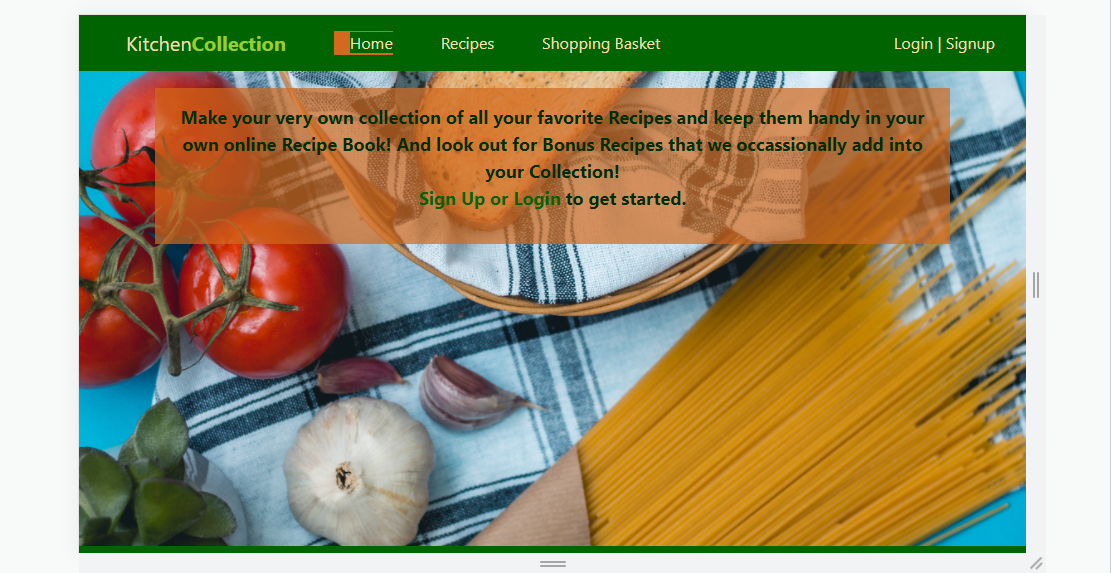 KitchenCollection Home Recipes Shopping Basket Login | Signup
Make your very own collection of all your favorite Recipes and keep them handy in your
own online Recipe Book! And look out for Bonus Recipes that we occassionally add into
your Collection!
Sign Up or Login to get started.